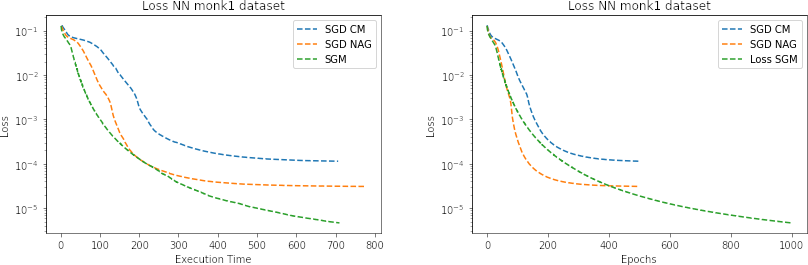 Loss NN monk1 dataset
10⁻¹
10⁻²
10⁻³
10⁻⁴
10⁻⁵
Loss
SGD CM
SGD NAG
SGM
0 100 200 300 400 500 600 700 800
Execution Time
Loss NN monk1 dataset
10⁻¹
10⁻²
10⁻³
10⁻⁴
10⁻⁵
Loss
SGD CM
SGD NAG
Loss SGM
0 200 400 600 800 1000
Epochs